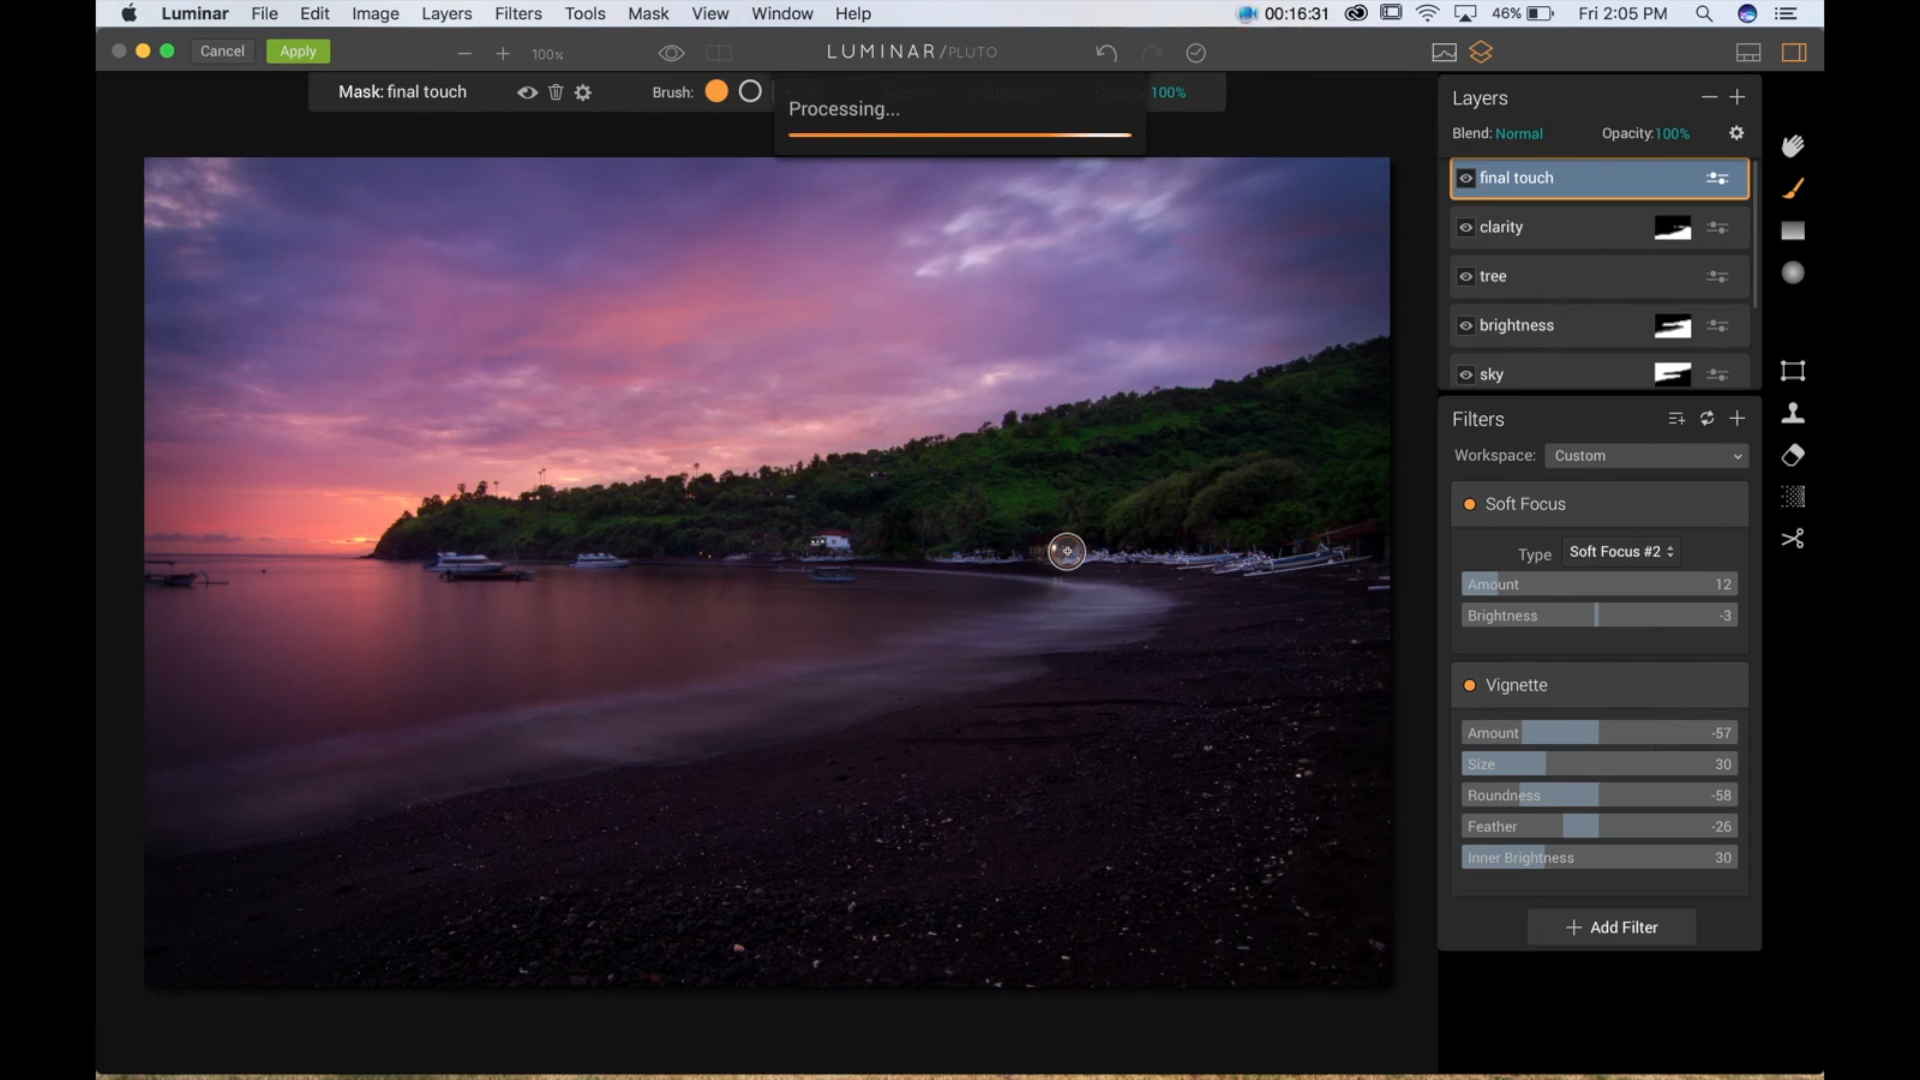 Luminar File Edit Image Layers Filters Tools Mask View Window Help 00:16:31 46% Fri 2:05 PM
Cancel Apply 100% LUMINAR/PLUTO
Mask: final touch Brush: 100%
Processing...
Layers
Blend: Normal Opacity:100%
final touch
clarity
tree
brightness
sky
Filters
Workspace: Custom
Soft Focus
Type Soft Focus #2
Amount 12
Brightness -3
Vignette
Amount -57
Size 30
Roundness -58
Feather -26
Inner Brightness 30
+ Add Filter